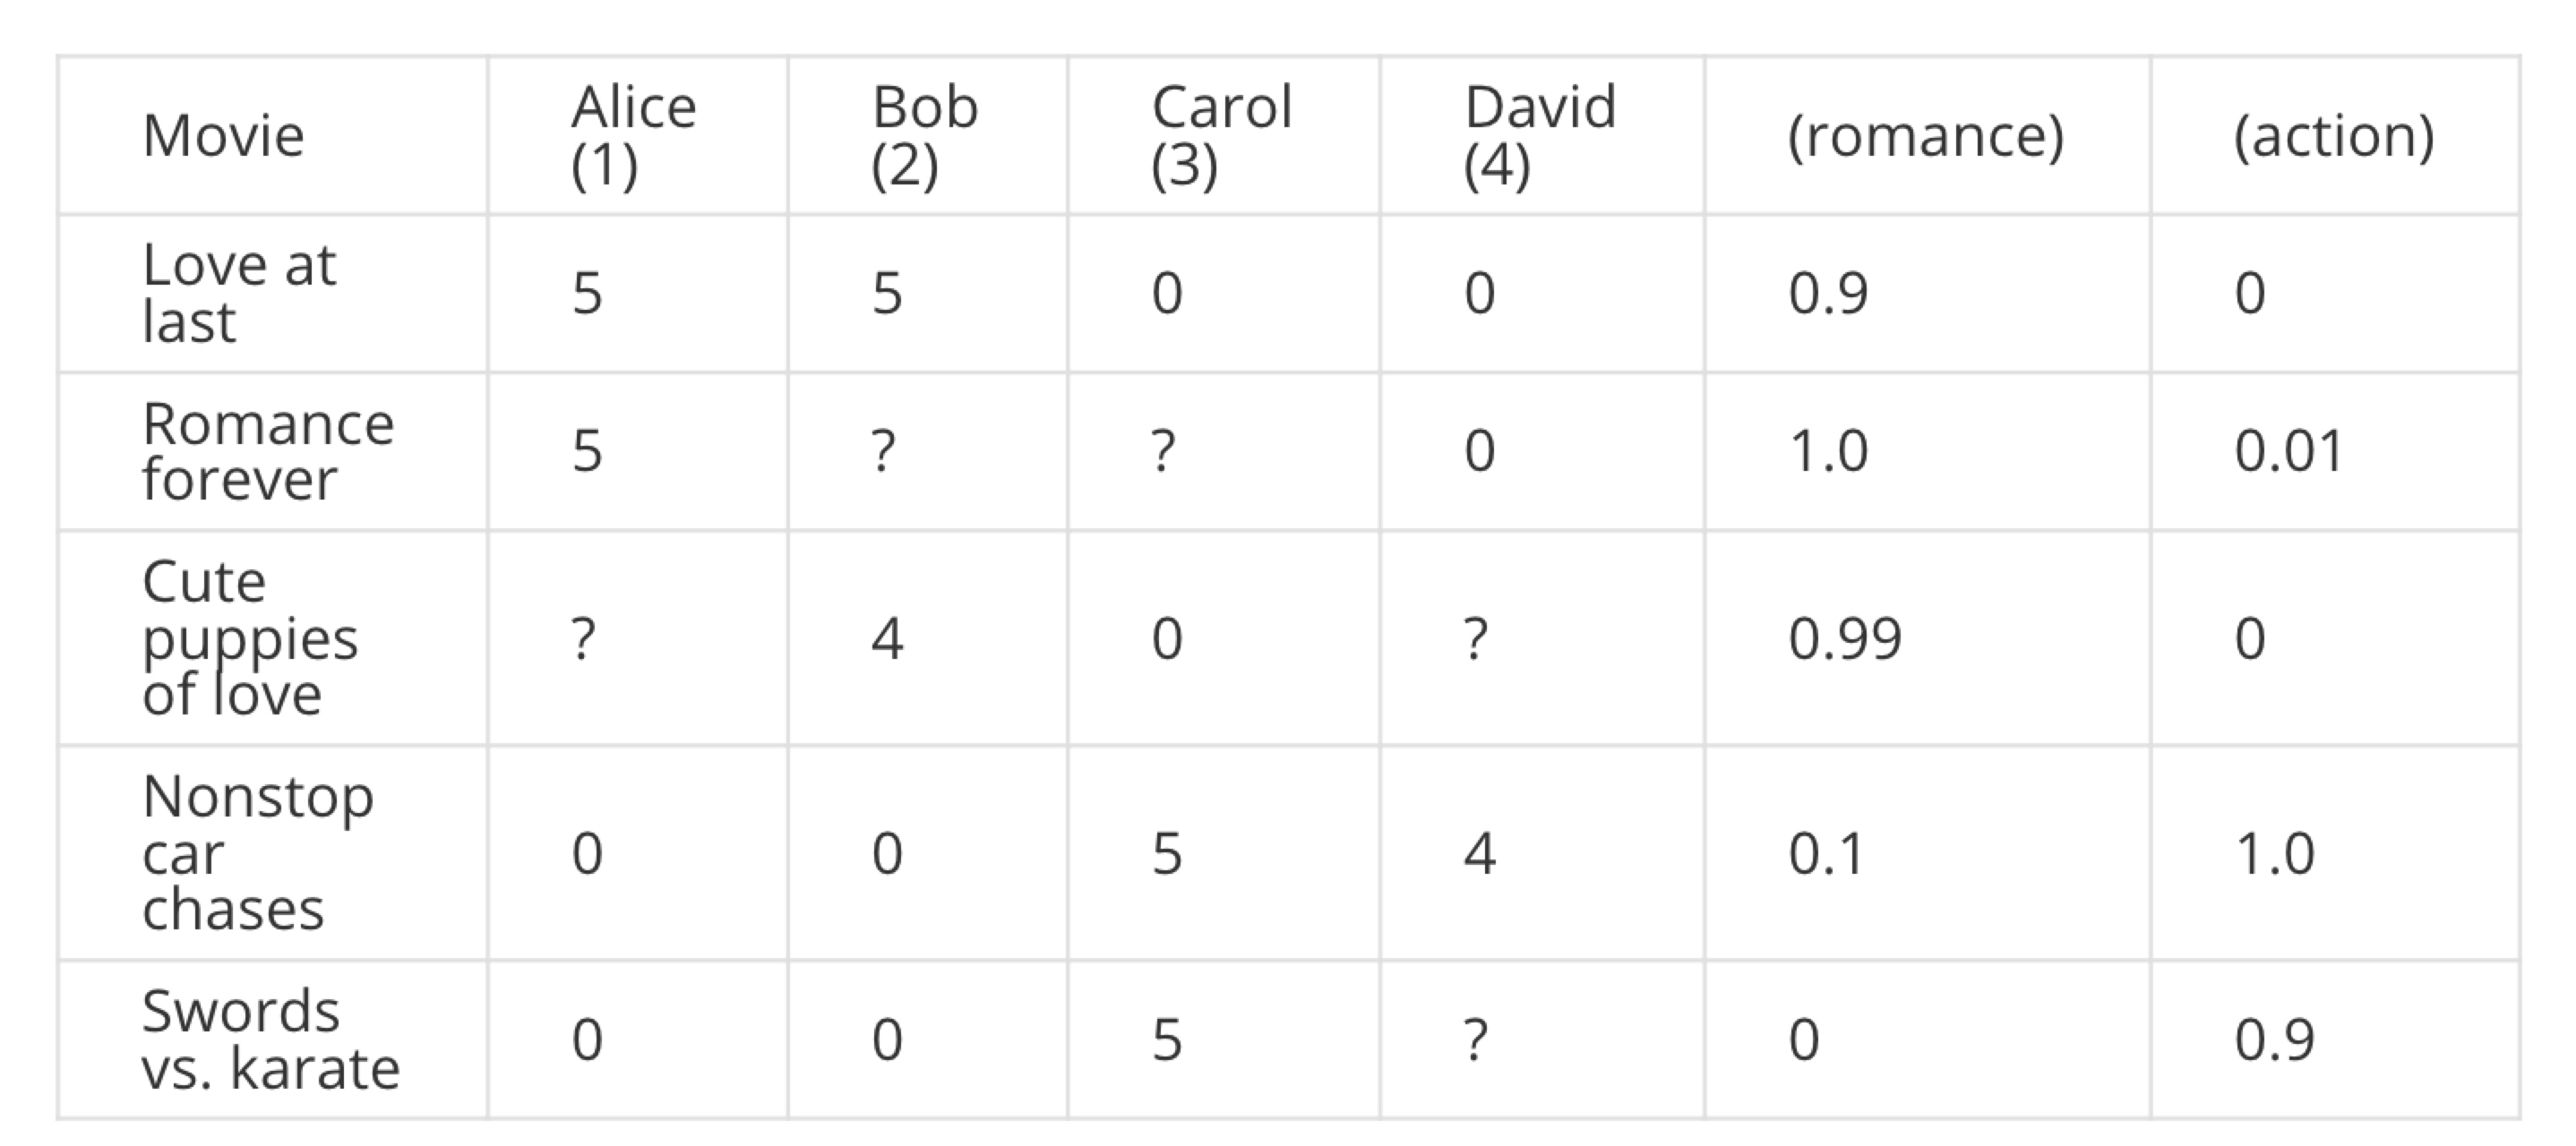 Movie Alice (1) Bob (2) Carol (3) David (4) (romance) (action)
Love at last 5 5 0 0 0.9 0
Romance forever 5 ? ? 0 1.0 0.01
Cute puppies of love ? 4 0 ? 0.99 0
Nonstop car chases 0 0 5 4 0.1 1.0
Swords vs. karate 0 0 5 ? 0 0.9